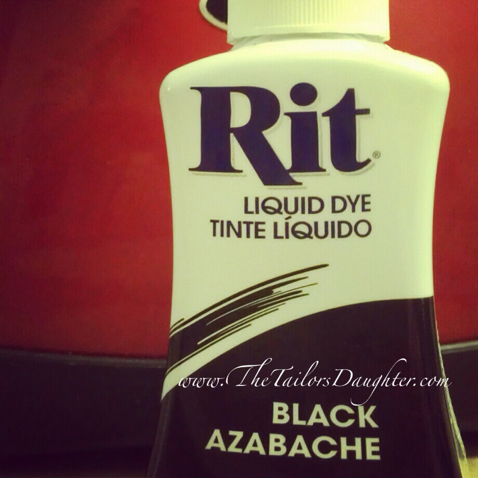 Rit®
LIQUID DYE
TINTE LÍQUIDO
www.TheTailorsDaughter.com
BLACK
AZABACHE